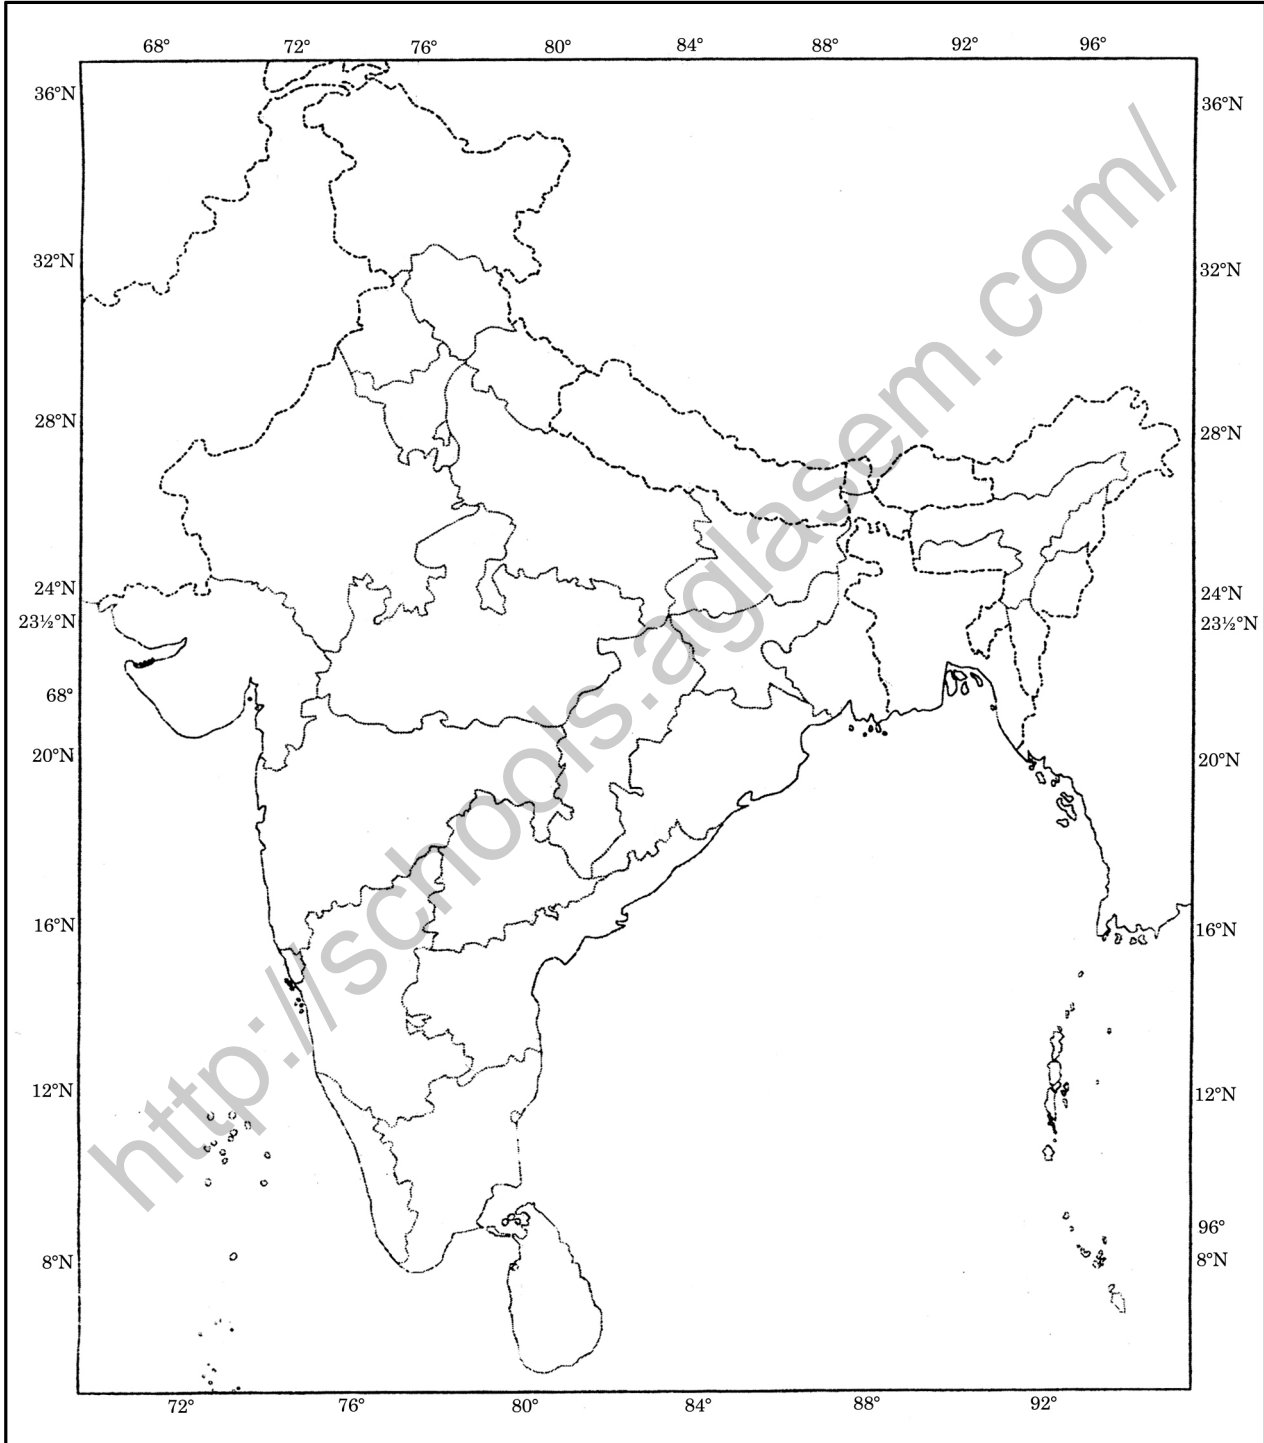 68° 72° 76° 80° 84° 88° 92° 96°
36°N 36°N
32°N 32°N
28°N 28°N
24°N 24°N
23½°N 23½°N
68°
20°N 20°N
16°N 16°N
12°N 12°N
96°
8°N 8°N
72° 76° 80° 84° 88° 92°
http://schools.aglasem.com/